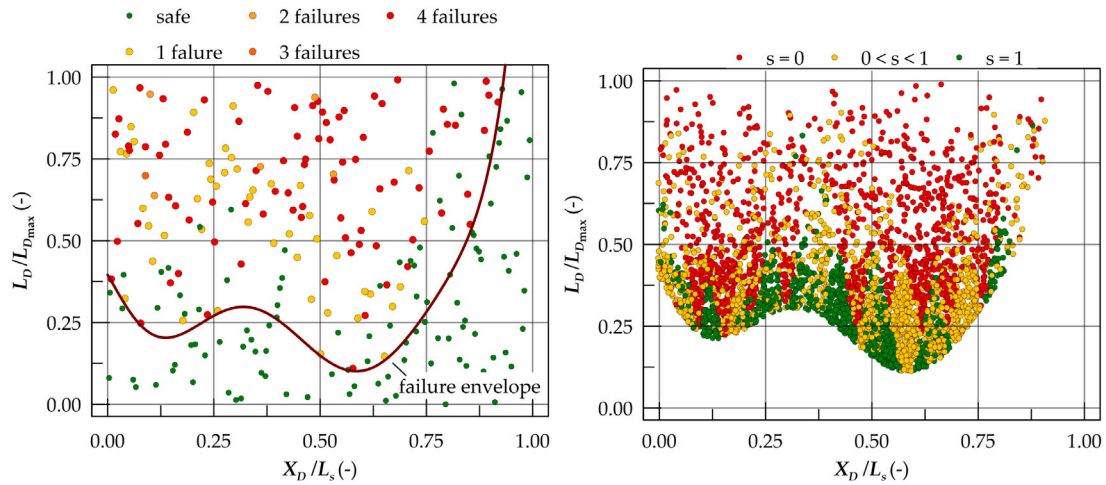 safe 2 failures 4 failures
1 falure 3 failures
1.00
0.75
0.50
0.25
0.00
L_D/L_Dmax (-)
failure envelope
0.00 0.25 0.50 0.75 1.00
X_D /L_s (-)
s = 0 0 < s < 1 s = 1
1.00
0.75
0.50
0.25
0.00
L_D/L_Dmax (-)
0.00 0.25 0.50 0.75 1.00
X_D /L_s (-)